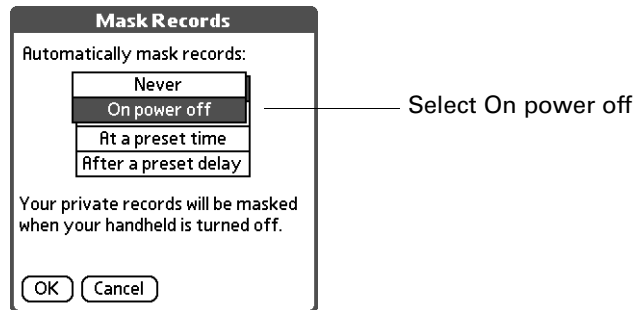 Mask Records
Automatically mask records:
Never
On power off
Select On power off
At a preset time
After a preset delay
Your private records will be masked
when your handheld is turned off.
OK Cancel